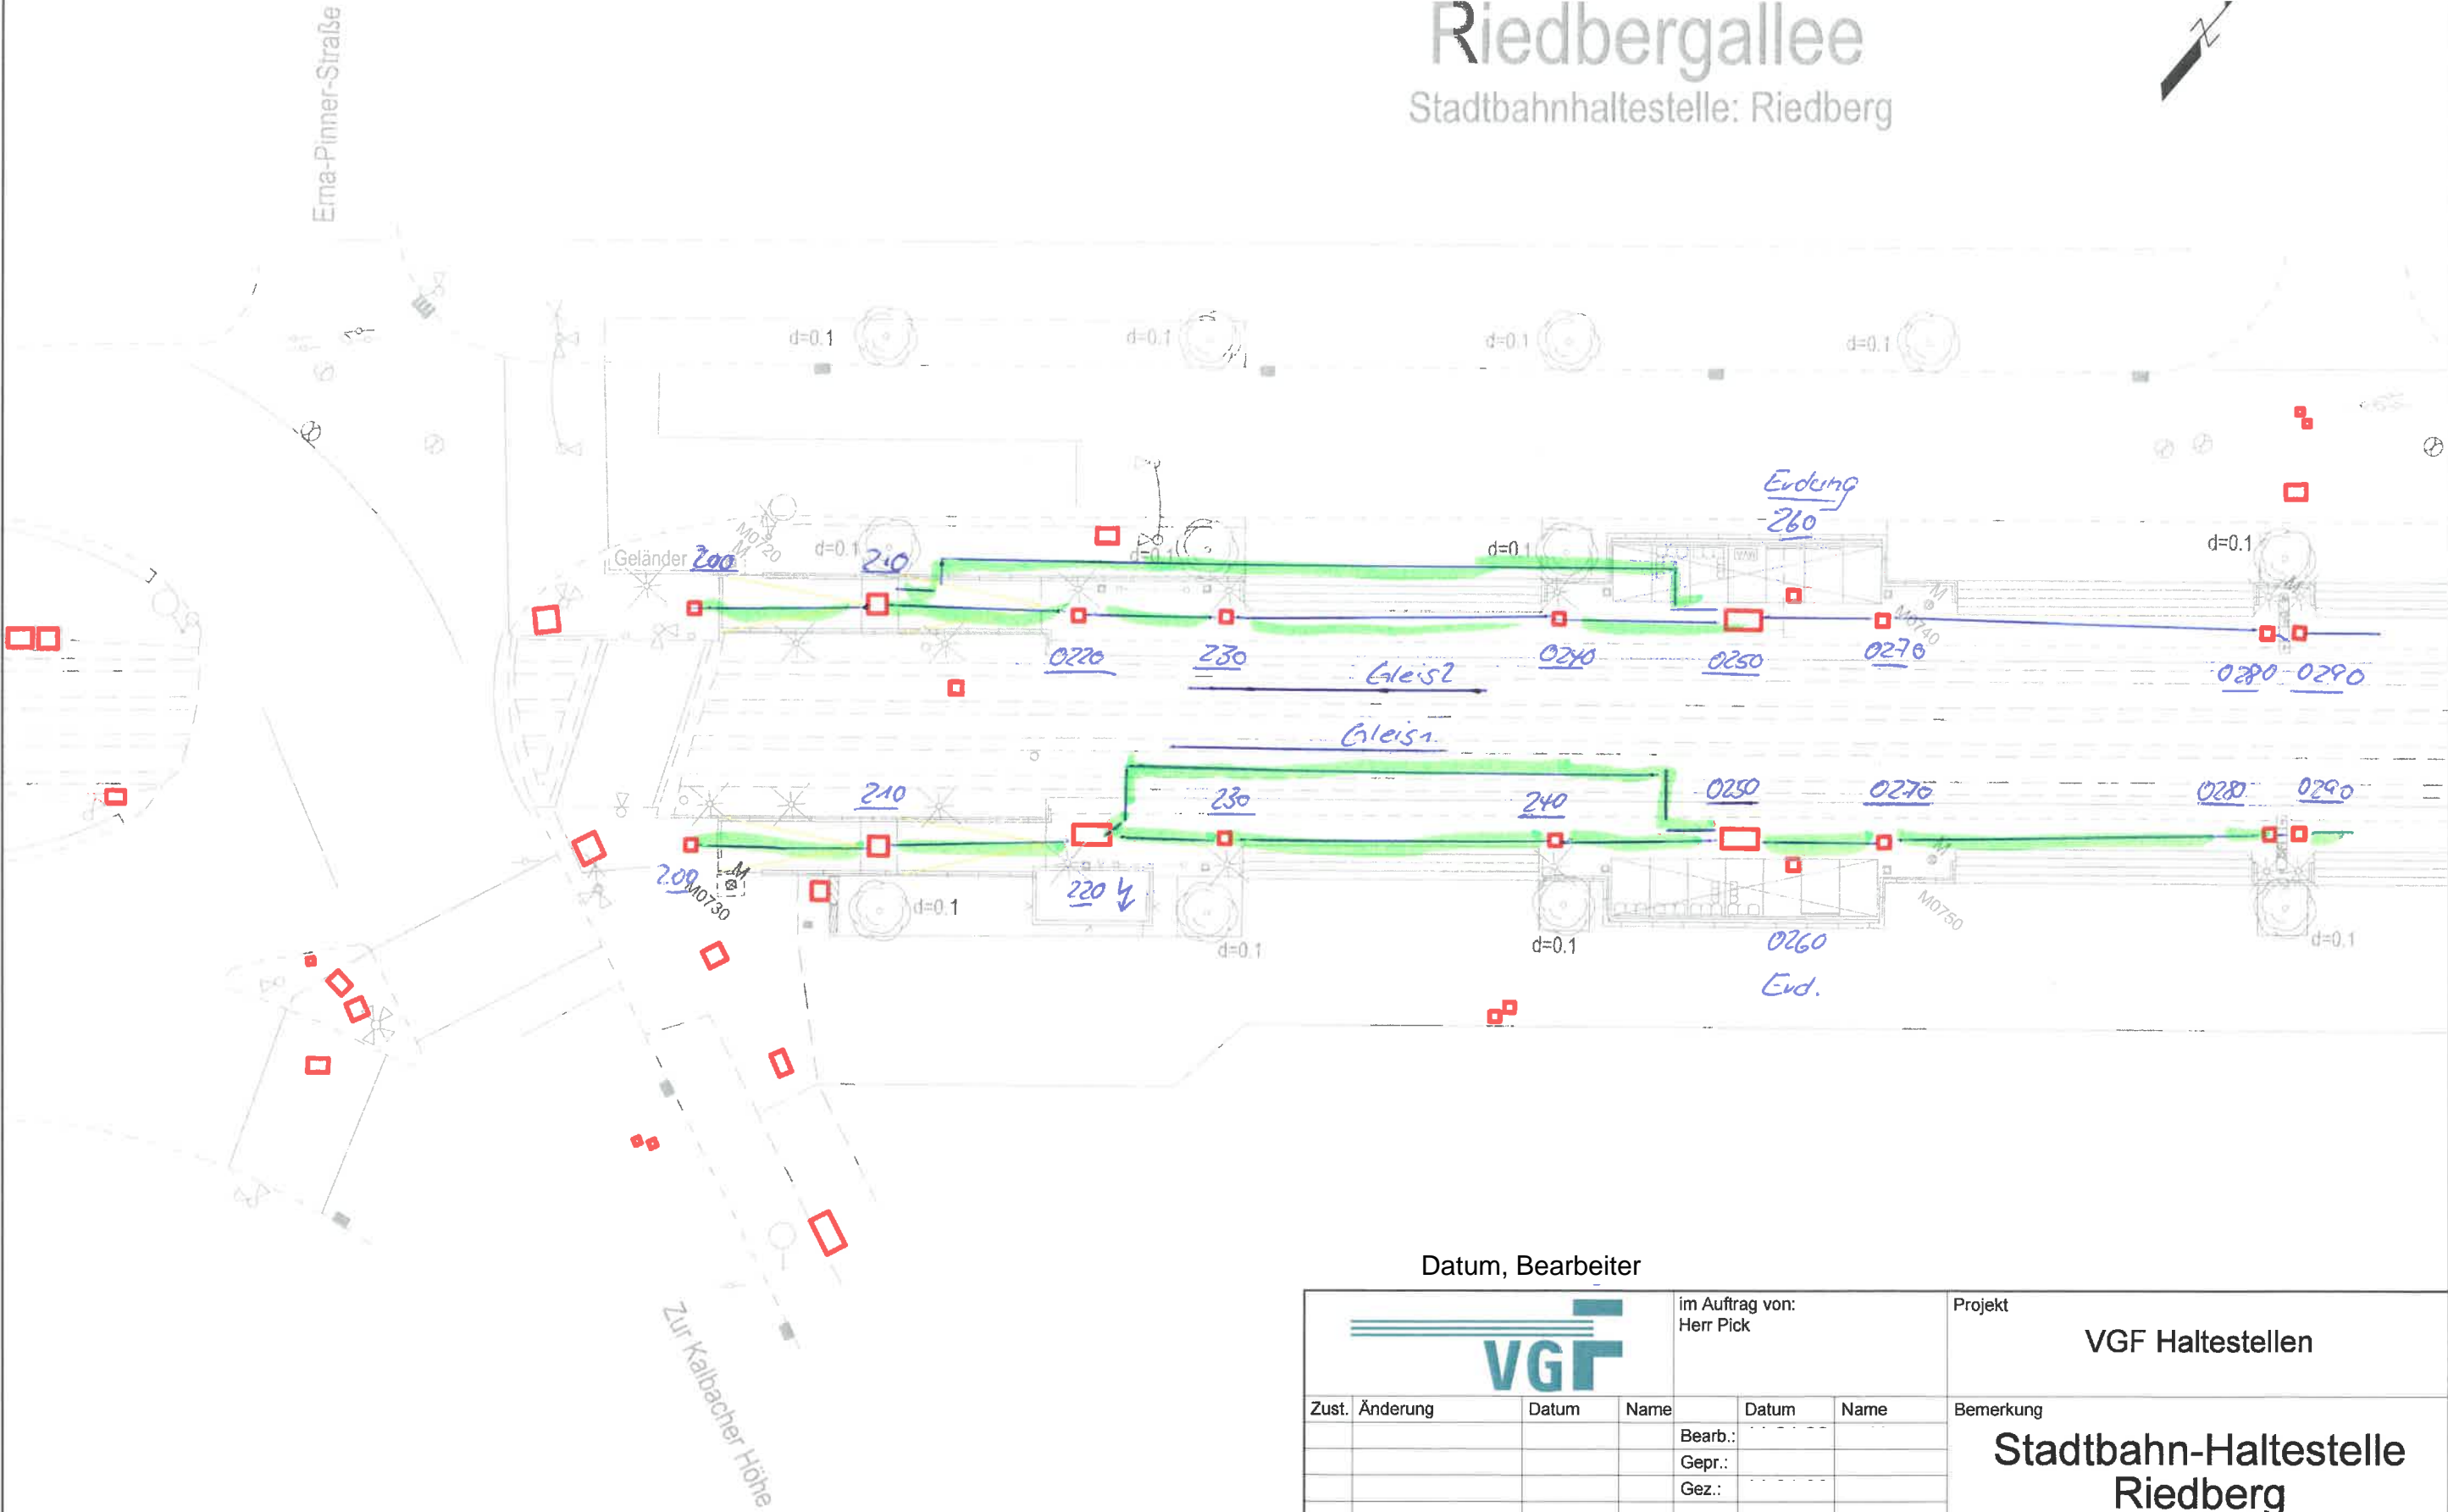 Riedbergallee
Stadtbahnhaltestelle: Riedberg
Erna-Pinner-Straße
d=0.1
d=0.1
d=0.1
d=0.1
Erdung
260
M0720
Geländer
200
d=0.1
210
d=0.1
d=0.1
M
d=0.1
M0740
0220
230
0240
0250
0270
0280
0290
Gleis2
Gleis1
210
230
240
0250
0270
0280
0290
209
M
M0730
220
d=0.1
M
M0750
d=0.1
d=0.1
0260
d=0.1
Erd.
Zur Kalbacher Höhe
Datum, Bearbeiter
VGF
im Auftrag von:
Herr Pick
Projekt
VGF Haltestellen
Zust. Änderung Datum Name Datum Name
Bearb.:
Gepr.:
Gez.:
Bemerkung
Stadtbahn-Haltestelle
Riedberg